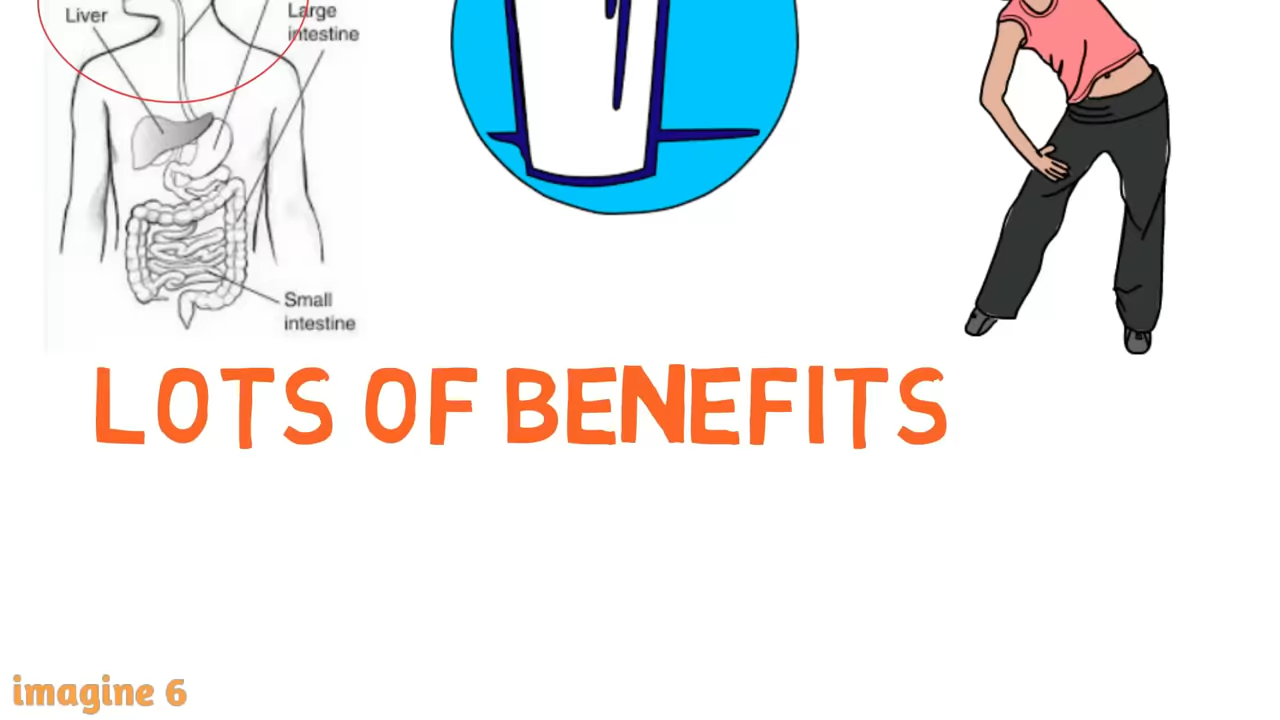 Liver
Large
intestine
Small
intestine
LOTS OF BENEFITS
imagine 6